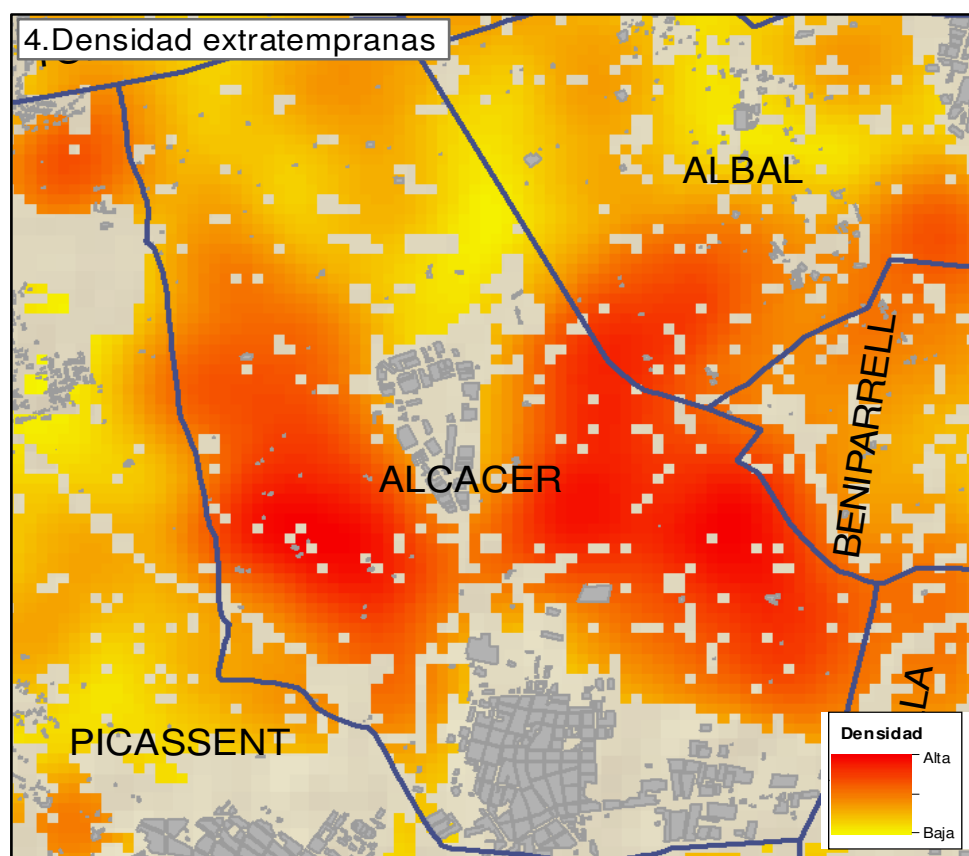 4.Densidad extratempranas
ALBAL
BENIPARRELL
ALCACER
PICASSENT
LA
Densidad
Alta
Baja